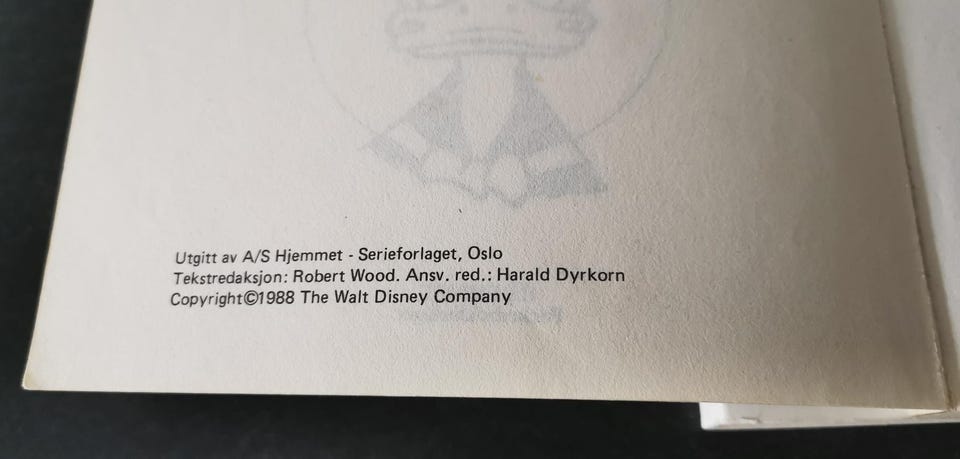 Utgitt av A/S Hjemmet - Serieforlaget, Oslo
Tekstredaksjon: Robert Wood. Ansv. red.: Harald Dyrkorn
Copyright©1988 The Walt Disney Company